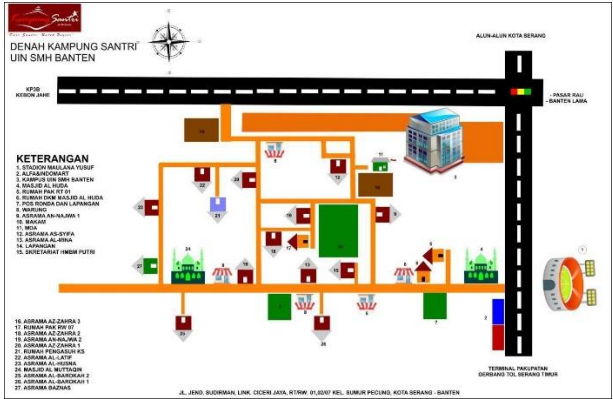 Kampung Santri
DENAH KAMPUNG SANTRI
UIN SMH BANTEN
ALUN-ALUN KOTA SERANG
KP3B
KEBON JAHE
- PASAR RAU
- BANTEN LAMA
KETERANGAN
1. STADION MAULANA YUSUF
2. ALFA&INDOMART
3. KAMPUS UIN SMH BANTEN
4. MASJID AL HUDA
5. RUMAH PAK RT 01
6. RUMAH DKM MASJID AL HUDA
7. POS RONDA DAN LAPANGAN
8. WARUNG
9. ASRAMA AN-NAJWA 1
10. MAKAM
11. MDA
12. ASRAMA AS-SYIFA
13. ASRAMA AL-IRNA
14. LAPANGAN
15. SEKRETARIAT HMBM PUTRI
16. ASRAMA AZ-ZAHRA 3
17. RUMAH PAK RW 07
18. ASRAMA AZ-ZAHRA 2
19. ASRAMA AN-NAJWA 2
20. ASRAMA AZ-ZAHRA 1
21. RUMAH PENGASUH KS
22. ASRAMA AL-LATIF
23. ASRAMA AL-HUSNA
24. MASJID AL MUTTAQIN
25. ASRAMA AL-BAROKAH 2
26. ASRAMA AL-BAROKAH 1
27. ASRAMA BAZNAS
TERMINAL PAKUPATAN
GERBANG TOL SERANG TIMUR
JL. JEND. SUDIRMAN, LINK. CICERI JAYA, RT/RW. 01,02/07 KEL. SUMUR PECUNG, KOTA SERANG - BANTEN